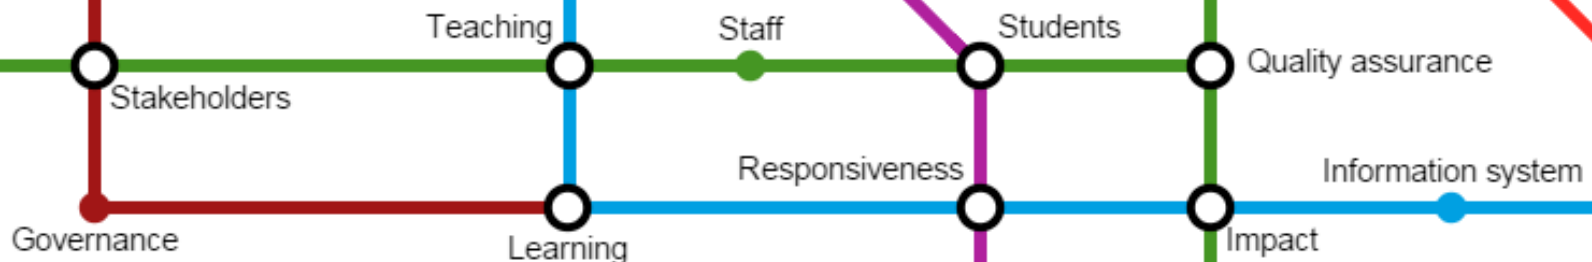 Teaching
Staff
Students
Quality assurance
Stakeholders
Responsiveness
Information system
Governance
Learning
Impact